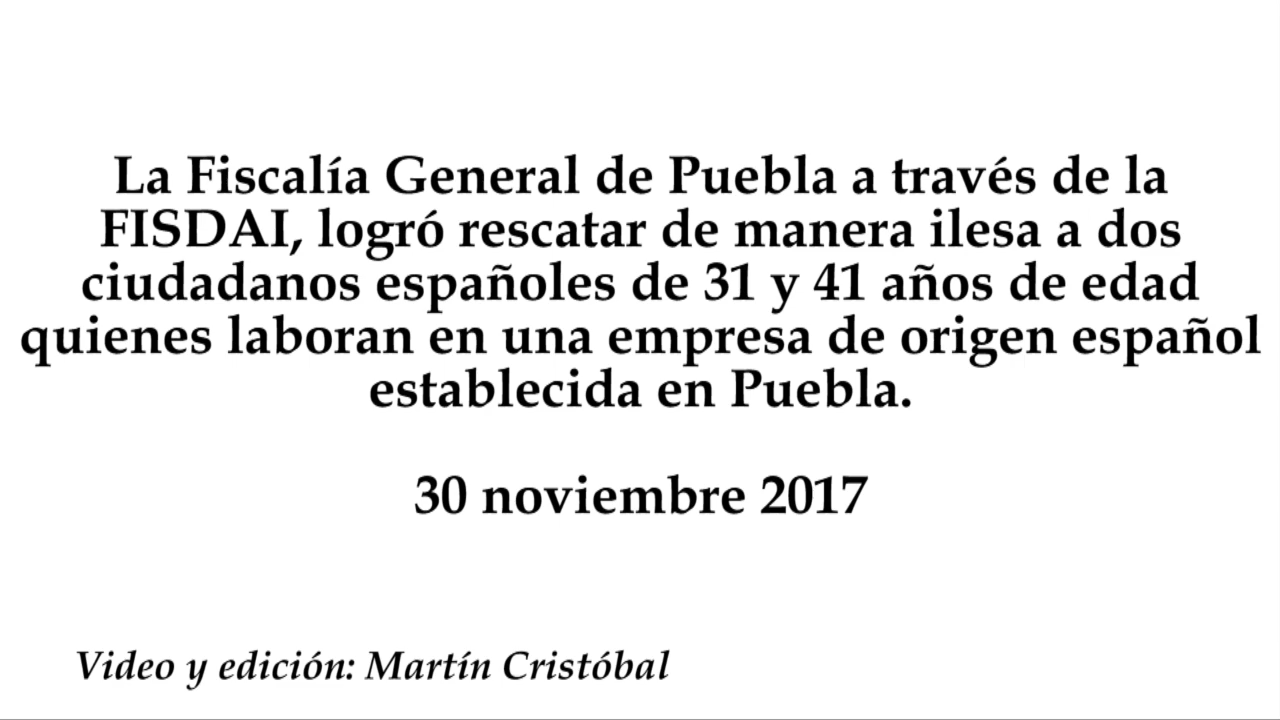 La Fiscalía General de Puebla a través de la
FISDAI, logró rescatar de manera ilesa a dos
ciudadanos españoles de 31 y 41 años de edad
quienes laboran en una empresa de origen español
establecida en Puebla.
30 noviembre 2017
Video y edición: Martín Cristóbal